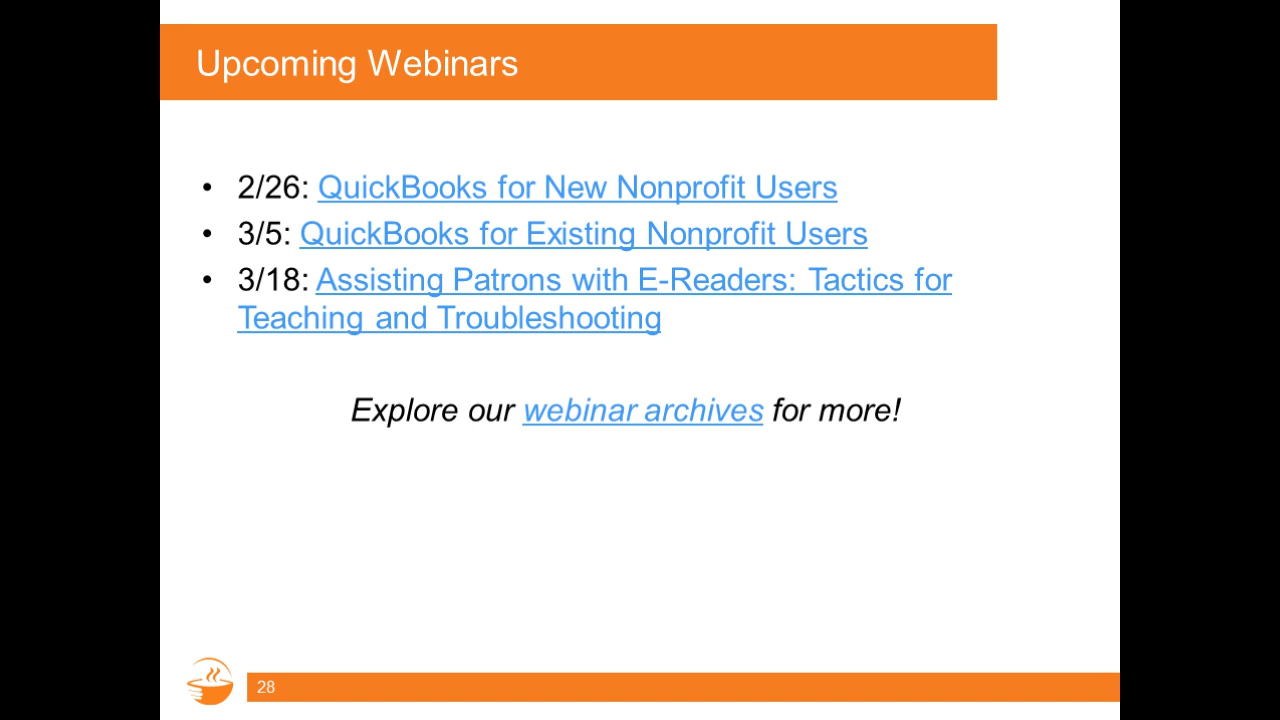 Upcoming Webinars
• 2/26: QuickBooks for New Nonprofit Users
• 3/5: QuickBooks for Existing Nonprofit Users
• 3/18: Assisting Patrons with E-Readers: Tactics for
Teaching and Troubleshooting
Explore our webinar archives for more!
28